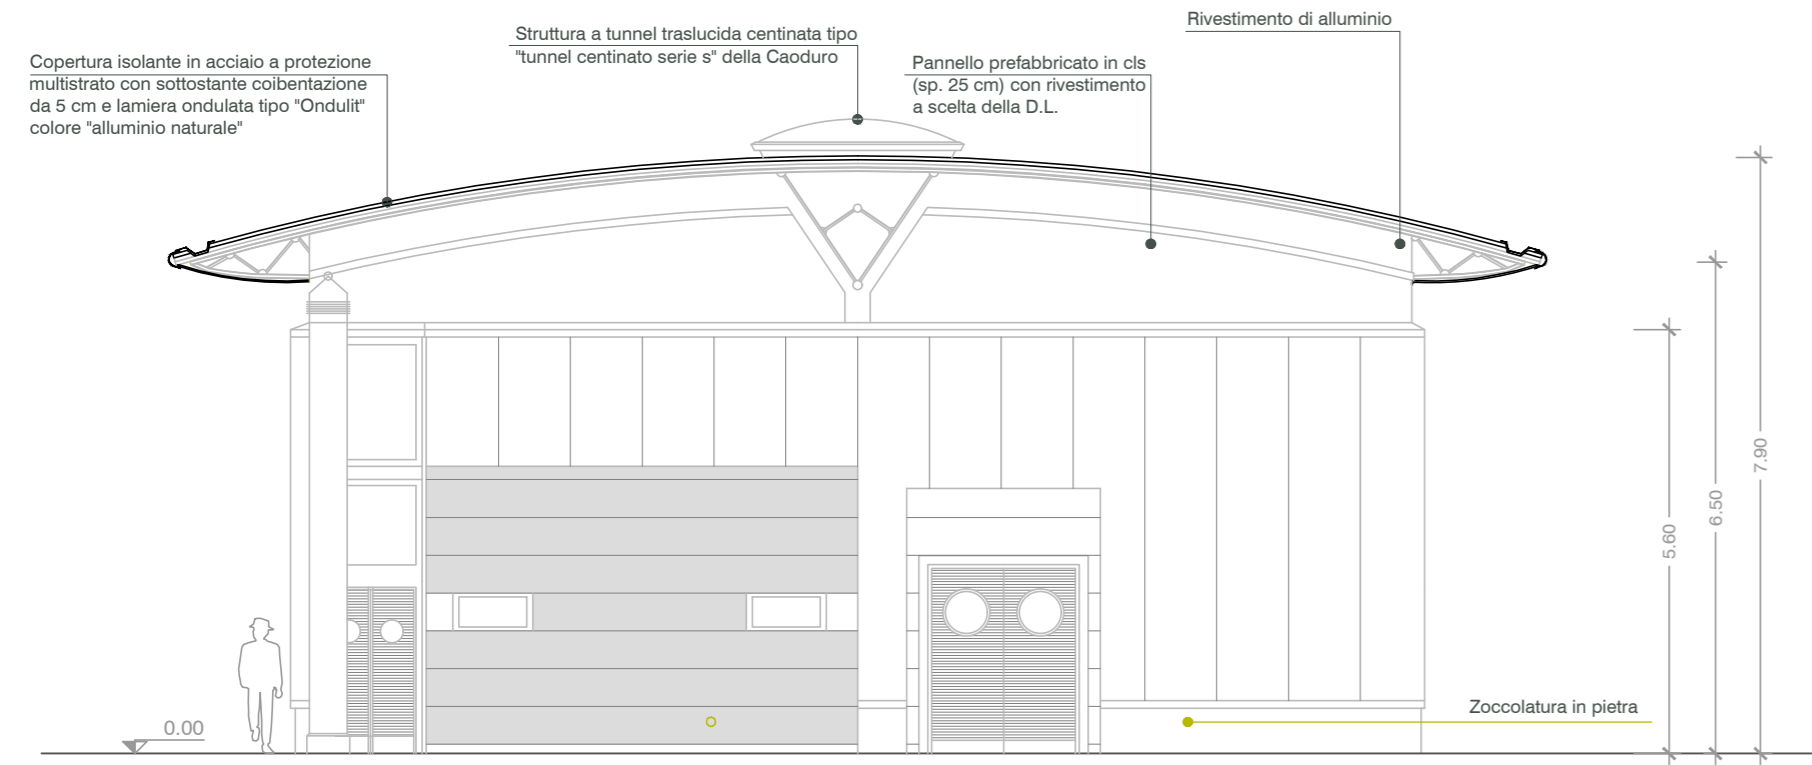 Rivestimento di alluminio
Struttura a tunnel traslucida centinata tipo
"tunnel centinato serie s" della Caoduro
Copertura isolante in acciaio a protezione
multistrato con sottostante coibentazione
da 5 cm e lamiera ondulata tipo "Ondulit"
colore "alluminio naturale"
Pannello prefabbricato in cls
(sp. 25 cm) con rivestimento
a scelta della D.L.
7.90
6.50
5.60
Zoccolatura in pietra
0.00